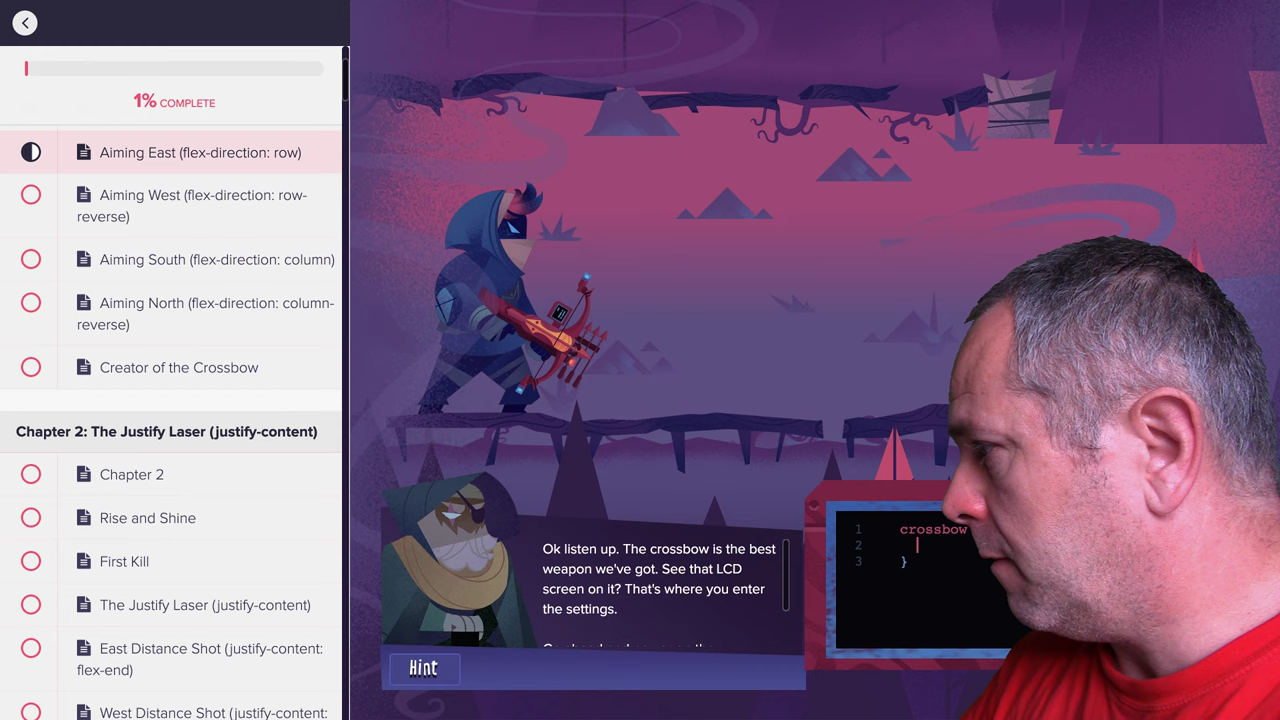 1% COMPLETE
Aiming East (flex-direction: row)
Aiming West (flex-direction: row-
reverse)
Aiming South (flex-direction: column)
Aiming North (flex-direction: column-
reverse)
Creator of the Crossbow
Chapter 2: The Justify Laser (justify-content)
Chapter 2
Rise and Shine
First Kill
The Justify Laser (justify-content)
East Distance Shot (justify-content:
flex-end)
West Distance Shot (justify-content:
Ok listen up. The crossbow is the best
weapon we've got. See that LCD
screen on it? That's where you enter
the settings.
Hint
1 crossbow
2
3 }